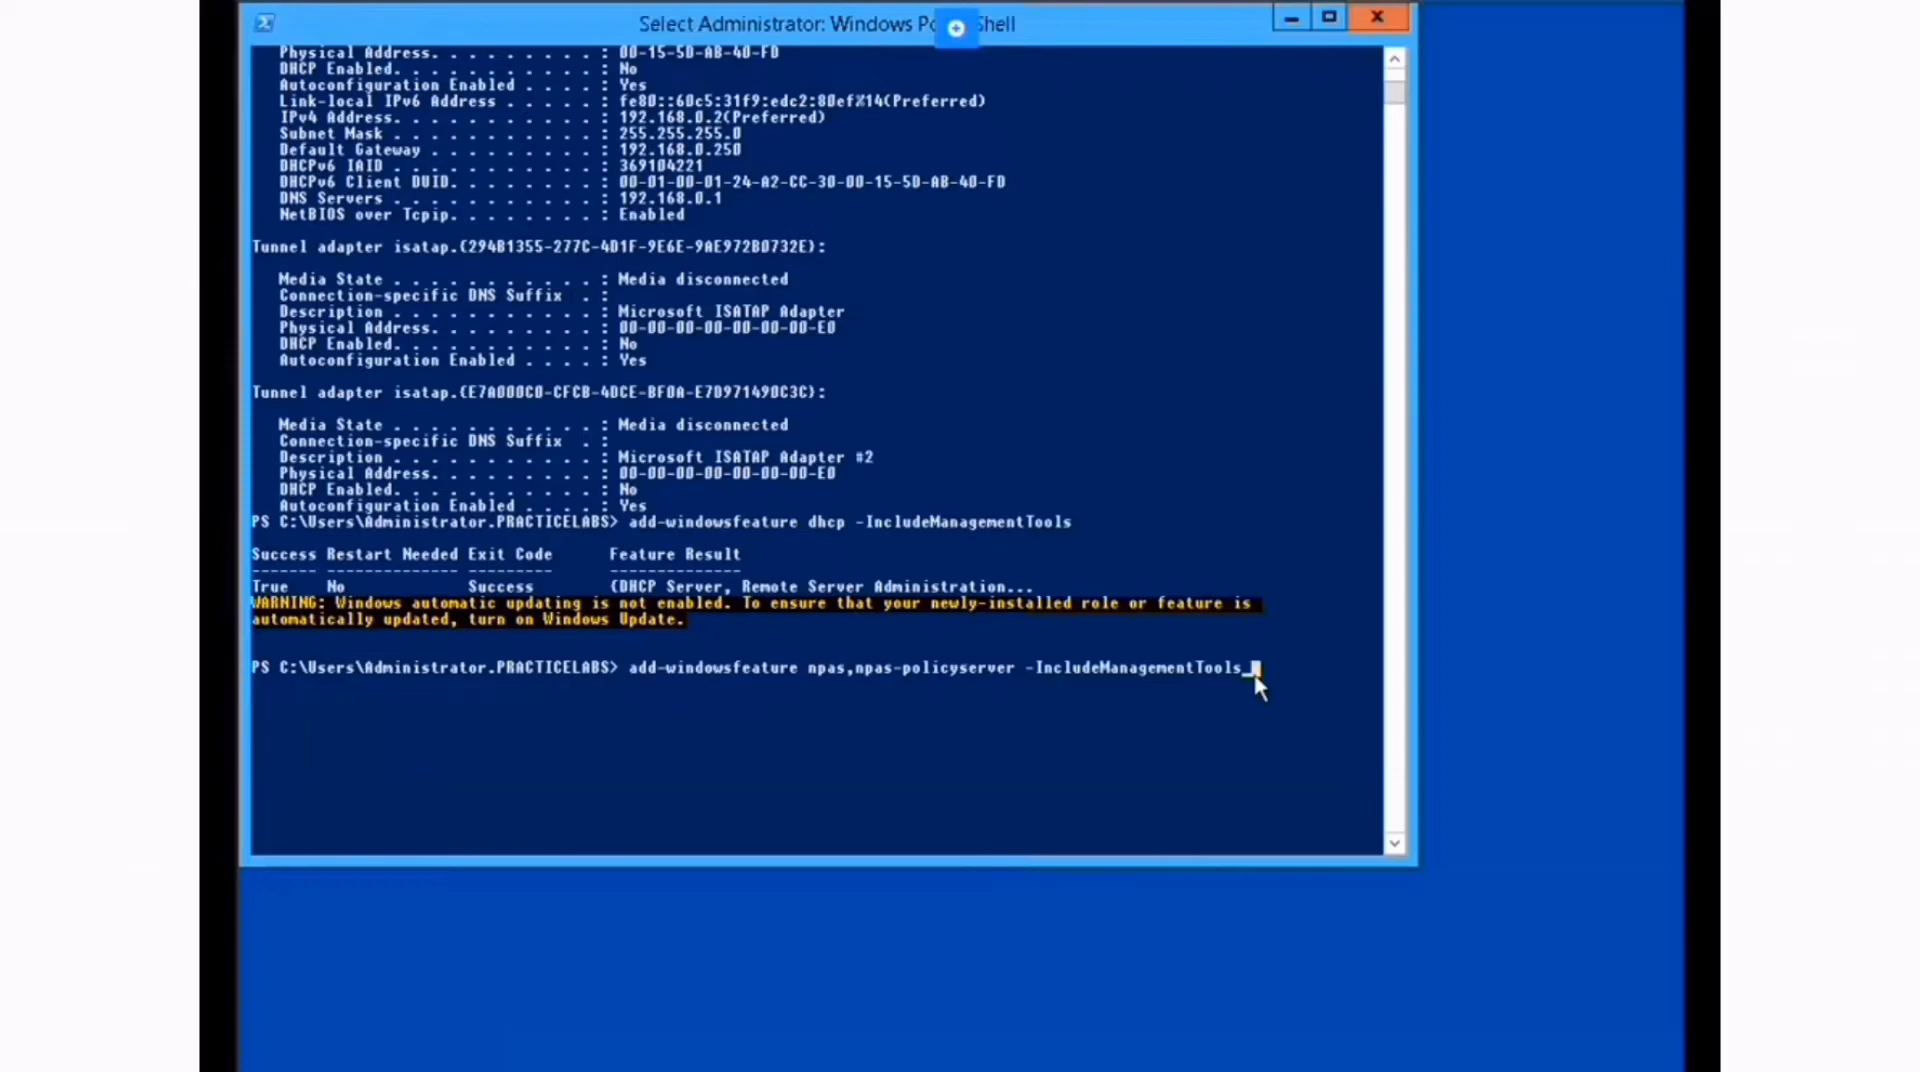 Select Administrator: Windows Po Shell
Physical Address. . . . . . . . . : 00-15-5D-AB-40-FD
DHCP Enabled. . . . . . . . . . . : No
Autoconfiguration Enabled . . . . : Yes
Link-local IPv6 Address . . . . . : fe80::60c5:31f9:edc2:80ef%14(Preferred)
IPv4 Address. . . . . . . . . . . : 192.168.0.2(Preferred)
Subnet Mask . . . . . . . . . . . : 255.255.255.0
Default Gateway . . . . . . . . . : 192.168.0.250
DHCPv6 IAID . . . . . . . . . . . : 369104221
DHCPv6 Client DUID. . . . . . . . : 00-01-00-01-24-A2-CC-30-00-15-5D-AB-40-FD
DNS Servers . . . . . . . . . . . : 192.168.0.1
NetBIOS over Tcpip. . . . . . . . : Enabled
Tunnel adapter isatap.{294B1355-277C-4D1F-9E6E-9AE972B0732E}:
Media State . . . . . . . . . . . : Media disconnected
Connection-specific DNS Suffix  . :
Description . . . . . . . . . . . : Microsoft ISATAP Adapter
Physical Address. . . . . . . . . : 00-00-00-00-00-00-00-E0
DHCP Enabled. . . . . . . . . . . : No
Autoconfiguration Enabled . . . . : Yes
Tunnel adapter isatap.{E7A000C0-CFCB-4DCE-BF0A-E7D971490C3C}:
Media State . . . . . . . . . . . : Media disconnected
Connection-specific DNS Suffix  . :
Description . . . . . . . . . . . : Microsoft ISATAP Adapter #2
Physical Address. . . . . . . . . : 00-00-00-00-00-00-00-E0
DHCP Enabled. . . . . . . . . . . : No
Autoconfiguration Enabled . . . . : Yes
PS C:\Users\Administrator.PRACTICELABS> add-windowsfeature dhcp -IncludeManagementTools
Success Restart Needed Exit Code      Feature Result
------- -------------- ---------      --------------
True    No             Success        {DHCP Server, Remote Server Administration...
WARNING: Windows automatic updating is not enabled. To ensure that your newly-installed role or feature is
automatically updated, turn on Windows Update.
PS C:\Users\Administrator.PRACTICELABS> add-windowsfeature npas,npas-policyserver -IncludeManagementTools_